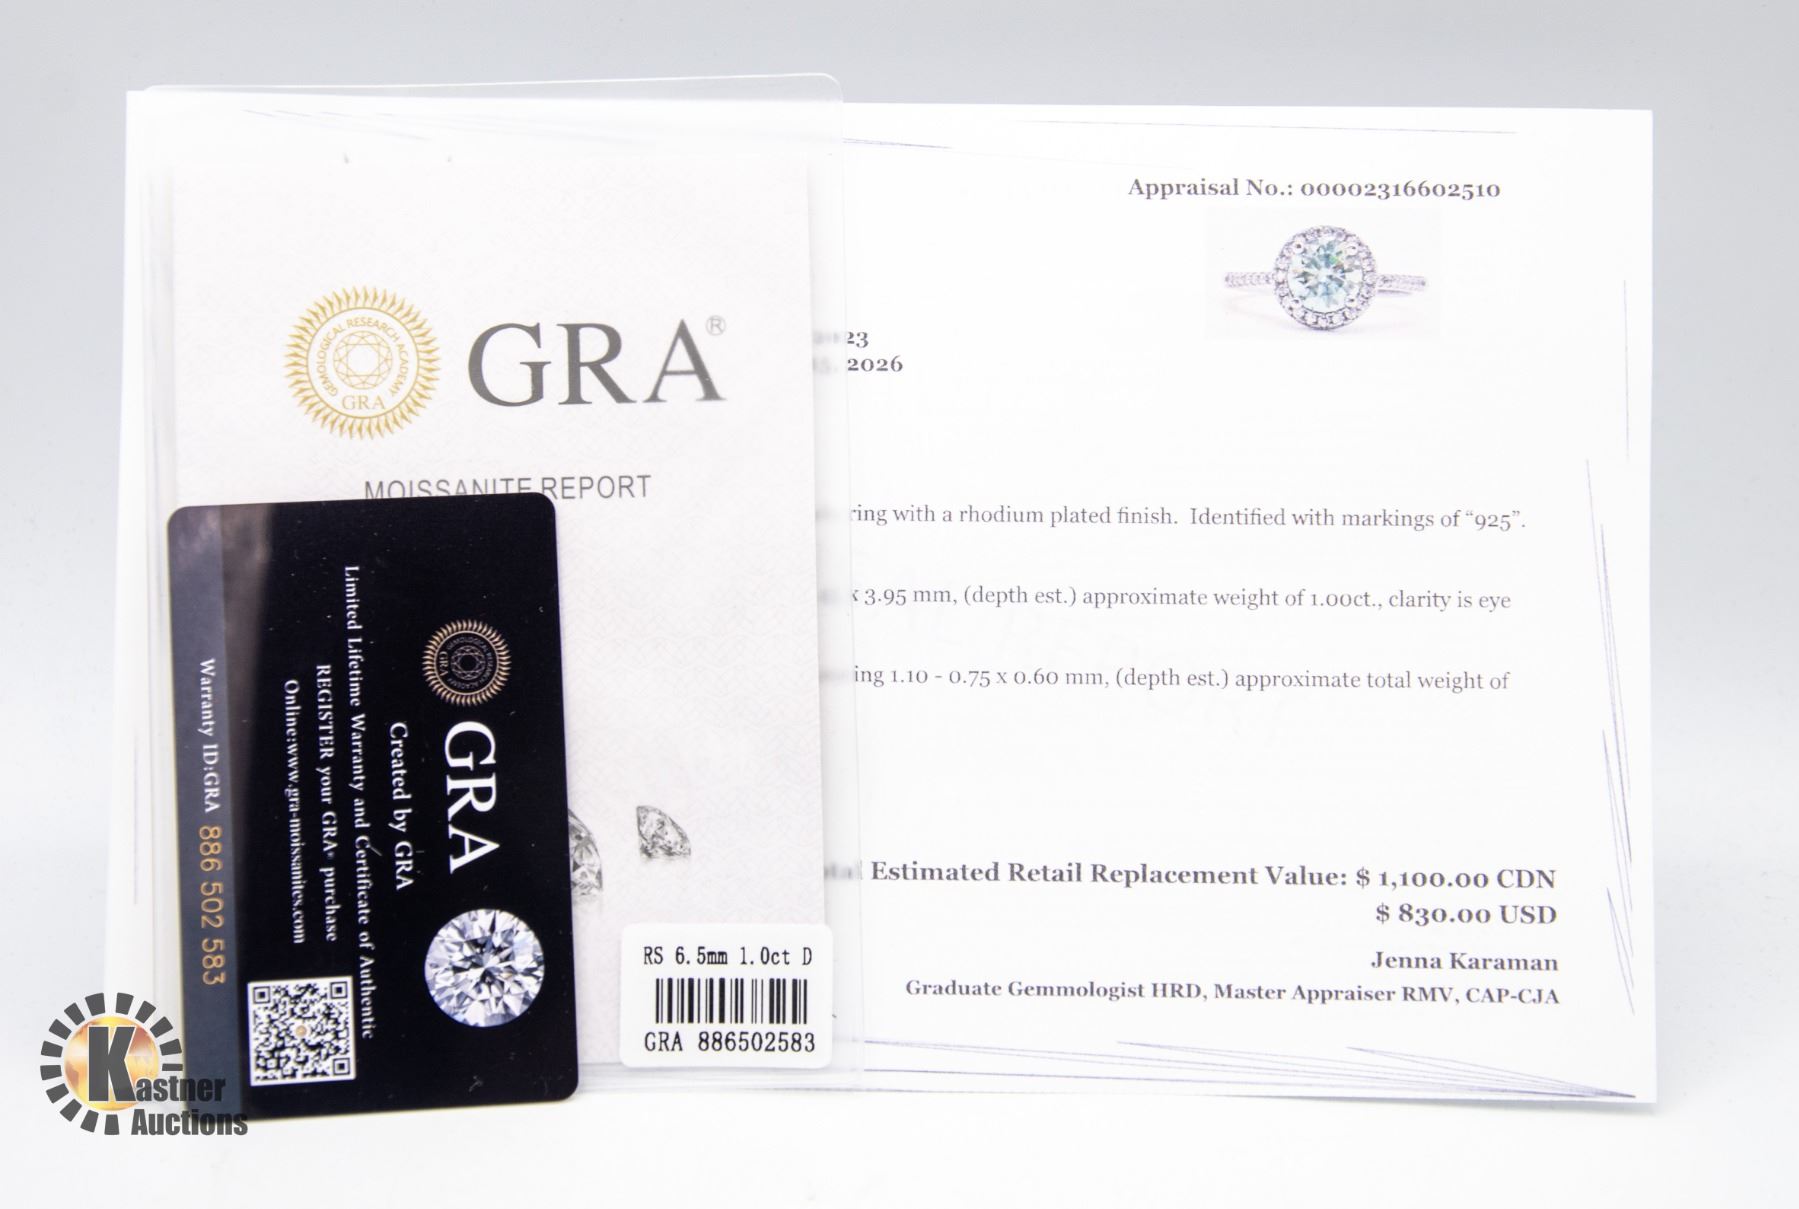 GEMOLOGICAL RESEARCH ACADEMY
GRA
GRA®
MOISSANITE REPORT
GRA
Created by GRA
Limited Lifetime Warranty and Certificate of Authentic
REGISTER your GRA® purchase
Online:www.gra-moissanites.com
Warranty ID:GRA 886 502 583
RS 6.5mm 1.0ct D
GRA 886502583
Appraisal No.: 00002316602510
2026
ring with a rhodium plated finish. Identified with markings of “925”.
x 3.95 mm, (depth est.) approximate weight of 1.00ct., clarity is eye
ing 1.10 - 0.75 x 0.60 mm, (depth est.) approximate total weight of
Estimated Retail Replacement Value: $ 1,100.00 CDN
$ 830.00 USD
Jenna Karaman
Graduate Gemmologist HRD, Master Appraiser RMV, CAP-CJA
Kastner
Auctions